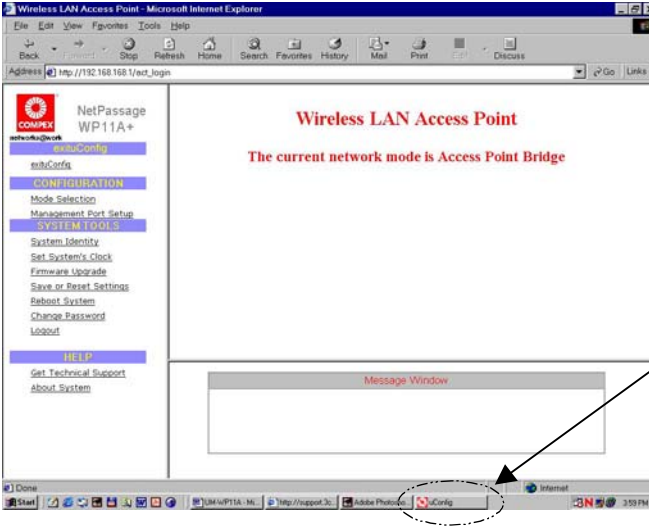 Wireless LAN Access Point - Microsoft Internet Explorer
File Edit View Favorites Tools Help
Back Forward Stop Refresh Home Search Favorites History Mail Print Edit Discuss
Address http://192.168.168.1/act_login Go Links
COMPEX
networks@work
NetPassage
WP11A+
exituConfig
exituConfig
CONFIGURATION
Mode Selection
Management Port Setup
SYSTEM TOOLS
System Identity
Set System's Clock
Firmware Upgrade
Save or Reset Settings
Reboot System
Change Password
Logout
HELP
Get Technical Support
About System
Wireless LAN Access Point
The current network mode is Access Point Bridge
Message Window
Done Internet
Start UM-WP11A - Mi... http://support.3c... Adobe Photosho... uConfig 3:59 PM